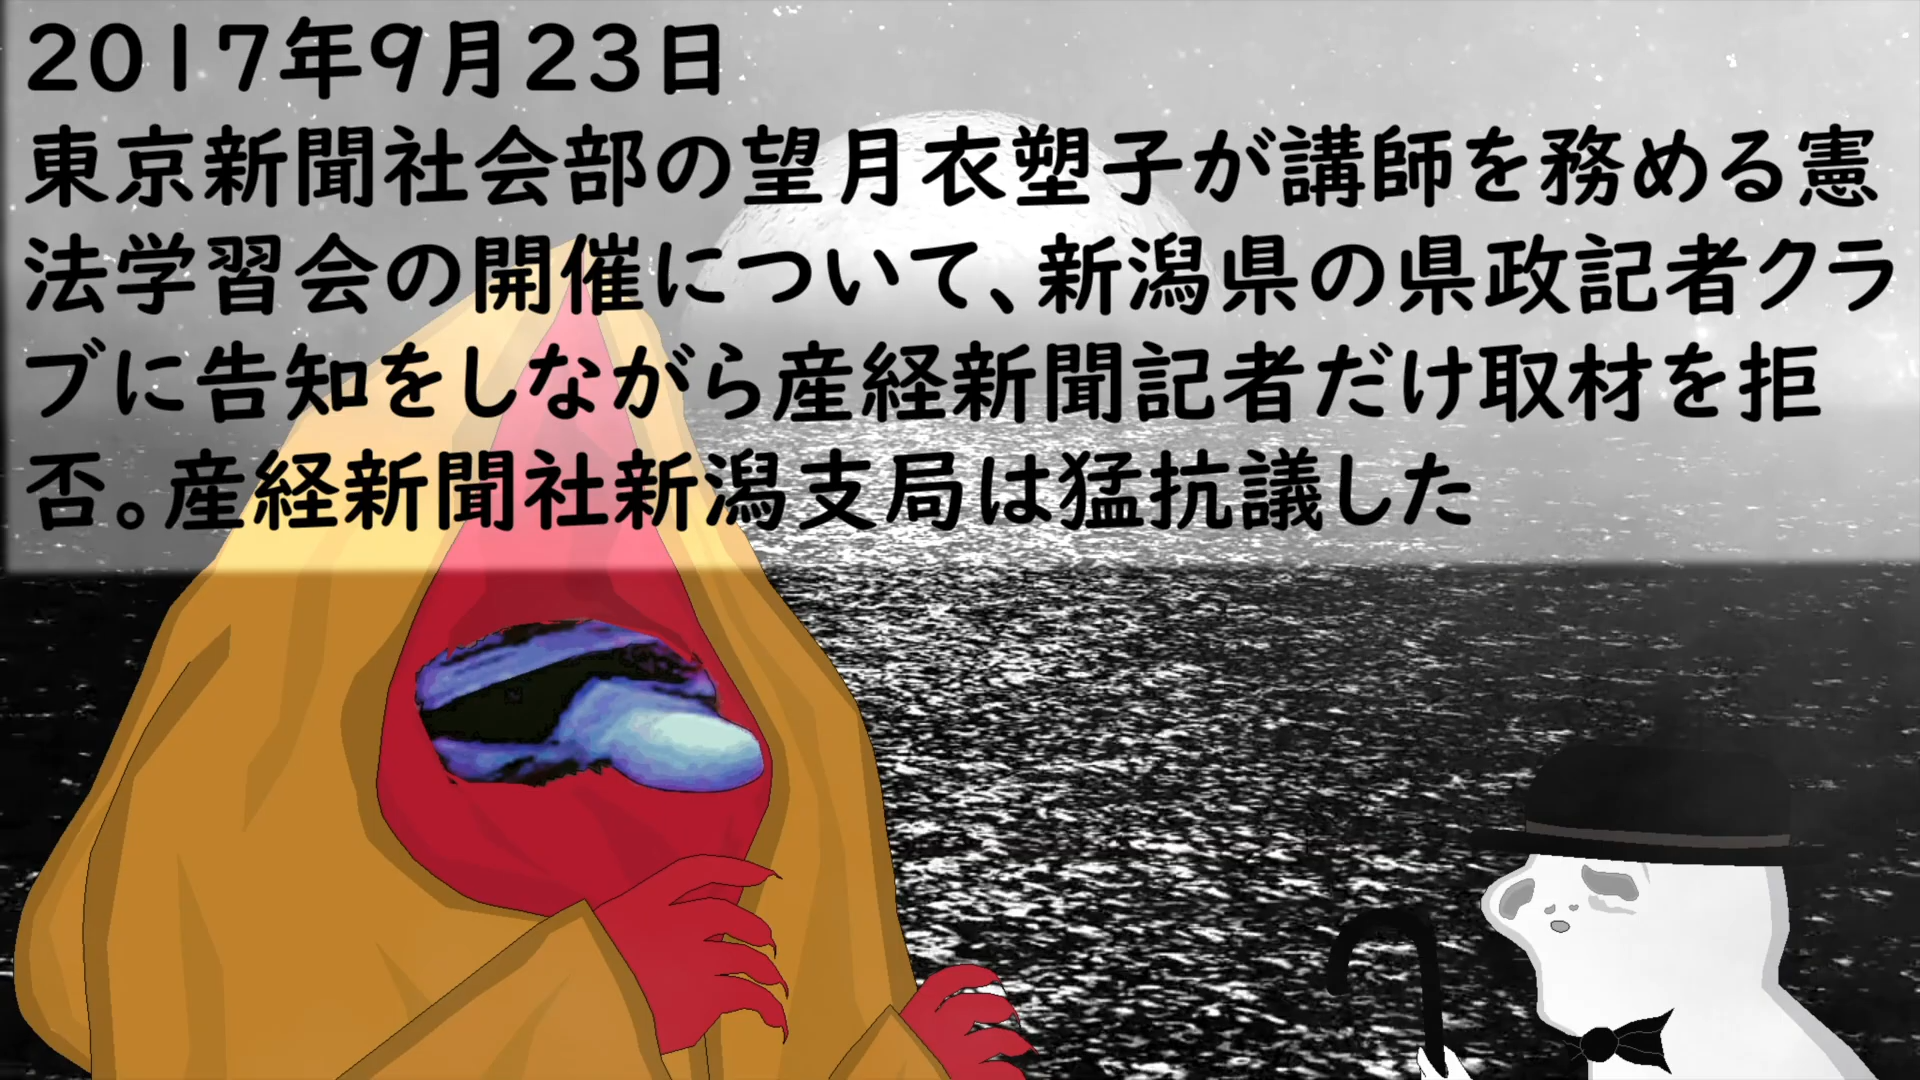 2017年9月23日
東京新聞社会部の望月衣塑子が講師を務める憲
法学習会の開催について、新潟県の県政記者クラ
ブに告知をしながら産経新聞記者だけ取材を拒
否。産経新聞社新潟支局は猛抗議した